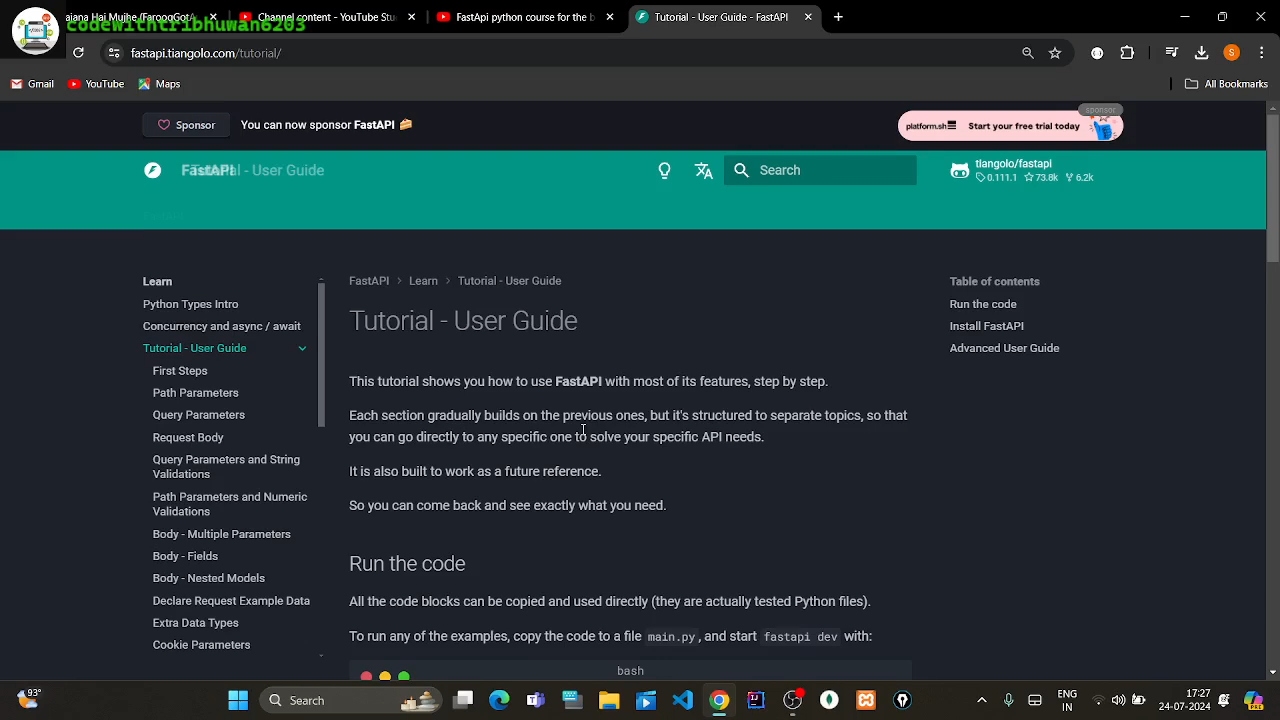 codewithtribhuwan6203
Channel content - YouTube Stu
Tutorial - User Guide
fastapi.tiangolo.com/tutorial/
S
Gmail
YouTube
Maps
All Bookmarks
sponsor
Sponsor
You can now sponsor FastAPI
platform.sh
Start your free trial today
FastAPI
Tutorial - User Guide
Search
tiangolo/fastapi
0.111.1 73.8k 6.2k
Learn
Python Types Intro
Concurrency and async / await
Tutorial - User Guide
First Steps
Path Parameters
Query Parameters
Request Body
Query Parameters and String
Validations
Path Parameters and Numeric
Validations
Body - Multiple Parameters
Body - Fields
Body - Nested Models
Declare Request Example Data
Extra Data Types
Cookie Parameters
FastAPI > Learn > Tutorial - User Guide
Tutorial - User Guide
This tutorial shows you how to use FastAPI with most of its features, step by step.
Each section gradually builds on the previous ones, but it's structured to separate topics, so that
you can go directly to any specific one to solve your specific API needs.
It is also built to work as a future reference.
So you can come back and see exactly what you need.
Run the code
All the code blocks can be copied and used directly (they are actually tested Python files).
To run any of the examples, copy the code to a file main.py, and start fastapi dev with:
bash
Table of contents
Run the code
Install FastAPI
Advanced User Guide
93°
Search
ENG
IN
17:27
24-07-2024